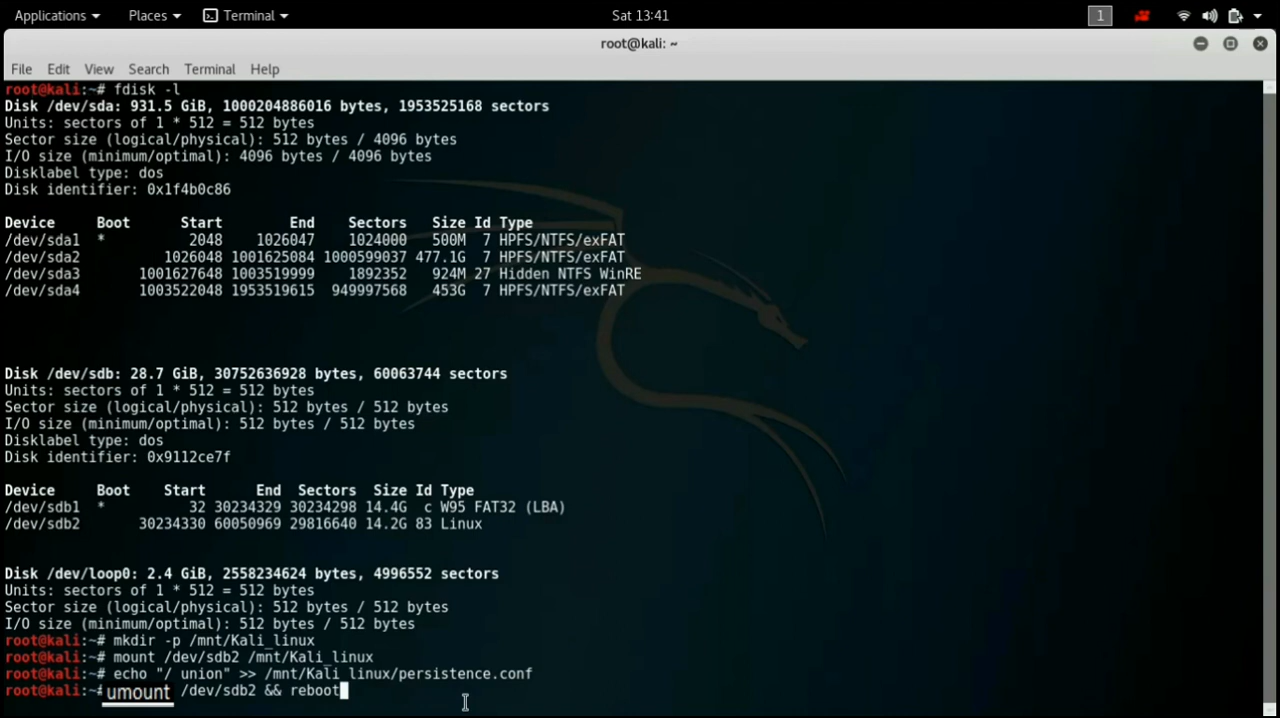 Applications Places Terminal Sat 13:41 1
root@kali: ~
File Edit View Search Terminal Help
root@kali:~# fdisk -l
Disk /dev/sda: 931.5 GiB, 1000204886016 bytes, 1953525168 sectors
Units: sectors of 1 * 512 = 512 bytes
Sector size (logical/physical): 512 bytes / 4096 bytes
I/O size (minimum/optimal): 4096 bytes / 4096 bytes
Disklabel type: dos
Disk identifier: 0x1f4b0c86
Device Boot Start End Sectors Size Id Type
/dev/sda1 * 2048 1026047 1024000 500M 7 HPFS/NTFS/exFAT
/dev/sda2 1026048 1001625084 1000599037 477.1G 7 HPFS/NTFS/exFAT
/dev/sda3 1001627648 1003519999 1892352 924M 27 Hidden NTFS WinRE
/dev/sda4 1003522048 1953519615 949997568 453G 7 HPFS/NTFS/exFAT
Disk /dev/sdb: 28.7 GiB, 30752636928 bytes, 60063744 sectors
Units: sectors of 1 * 512 = 512 bytes
Sector size (logical/physical): 512 bytes / 512 bytes
I/O size (minimum/optimal): 512 bytes / 512 bytes
Disklabel type: dos
Disk identifier: 0x9112ce7f
Device Boot Start End Sectors Size Id Type
/dev/sdb1 * 32 30234329 30234298 14.4G c W95 FAT32 (LBA)
/dev/sdb2 30234330 60050969 29816640 14.2G 83 Linux
Disk /dev/loop0: 2.4 GiB, 2558234624 bytes, 4996552 sectors
Units: sectors of 1 * 512 = 512 bytes
Sector size (logical/physical): 512 bytes / 512 bytes
I/O size (minimum/optimal): 512 bytes / 512 bytes
root@kali:~# mkdir -p /mnt/Kali_linux
root@kali:~# mount /dev/sdb2 /mnt/Kali_linux
root@kali:~# echo "/ union" >> /mnt/Kali_linux/persistence.conf
root@kali:~# umount /dev/sdb2 && reboot